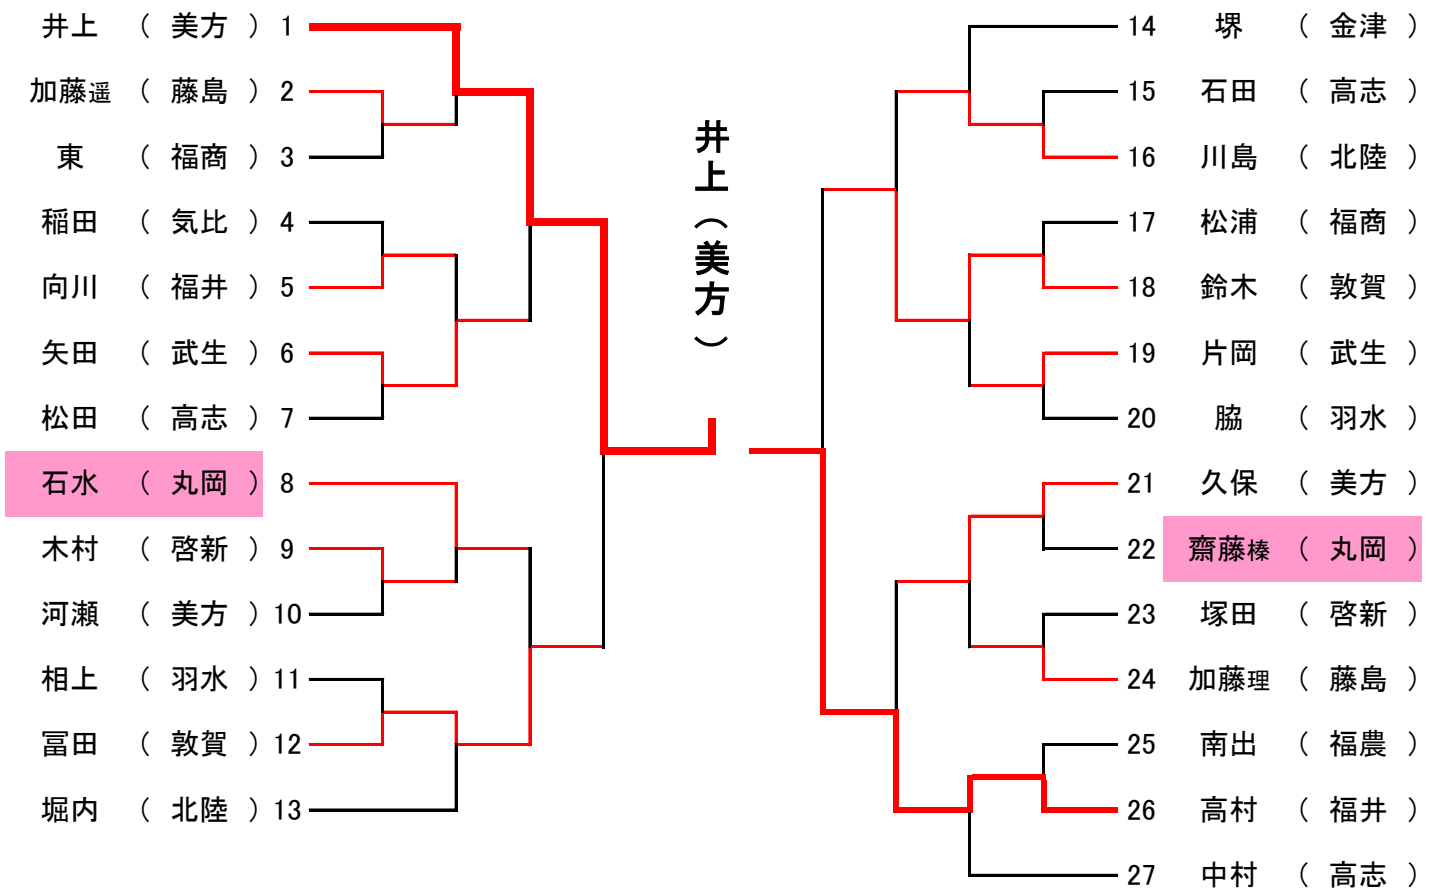 井上 （ 美方 ） 1
加藤遥 （ 藤島 ） 2
東 （ 福商 ） 3
稲田 （ 気比 ） 4
向川 （ 福井 ） 5
矢田 （ 武生 ） 6
松田 （ 高志 ） 7
石水 （ 丸岡 ） 8
木村 （ 啓新 ） 9
河瀬 （ 美方 ） 10
相上 （ 羽水 ） 11
冨田 （ 敦賀 ） 12
堀内 （ 北陸 ） 13
井上（美方）
14 堺 （ 金津 ）
15 石田 （ 高志 ）
16 川島 （ 北陸 ）
17 松浦 （ 福商 ）
18 鈴木 （ 敦賀 ）
19 片岡 （ 武生 ）
20 脇 （ 羽水 ）
21 久保 （ 美方 ）
22 齋藤榛 （ 丸岡 ）
23 塚田 （ 啓新 ）
24 加藤理 （ 藤島 ）
25 南出 （ 福農 ）
26 高村 （ 福井 ）
27 中村 （ 高志 ）